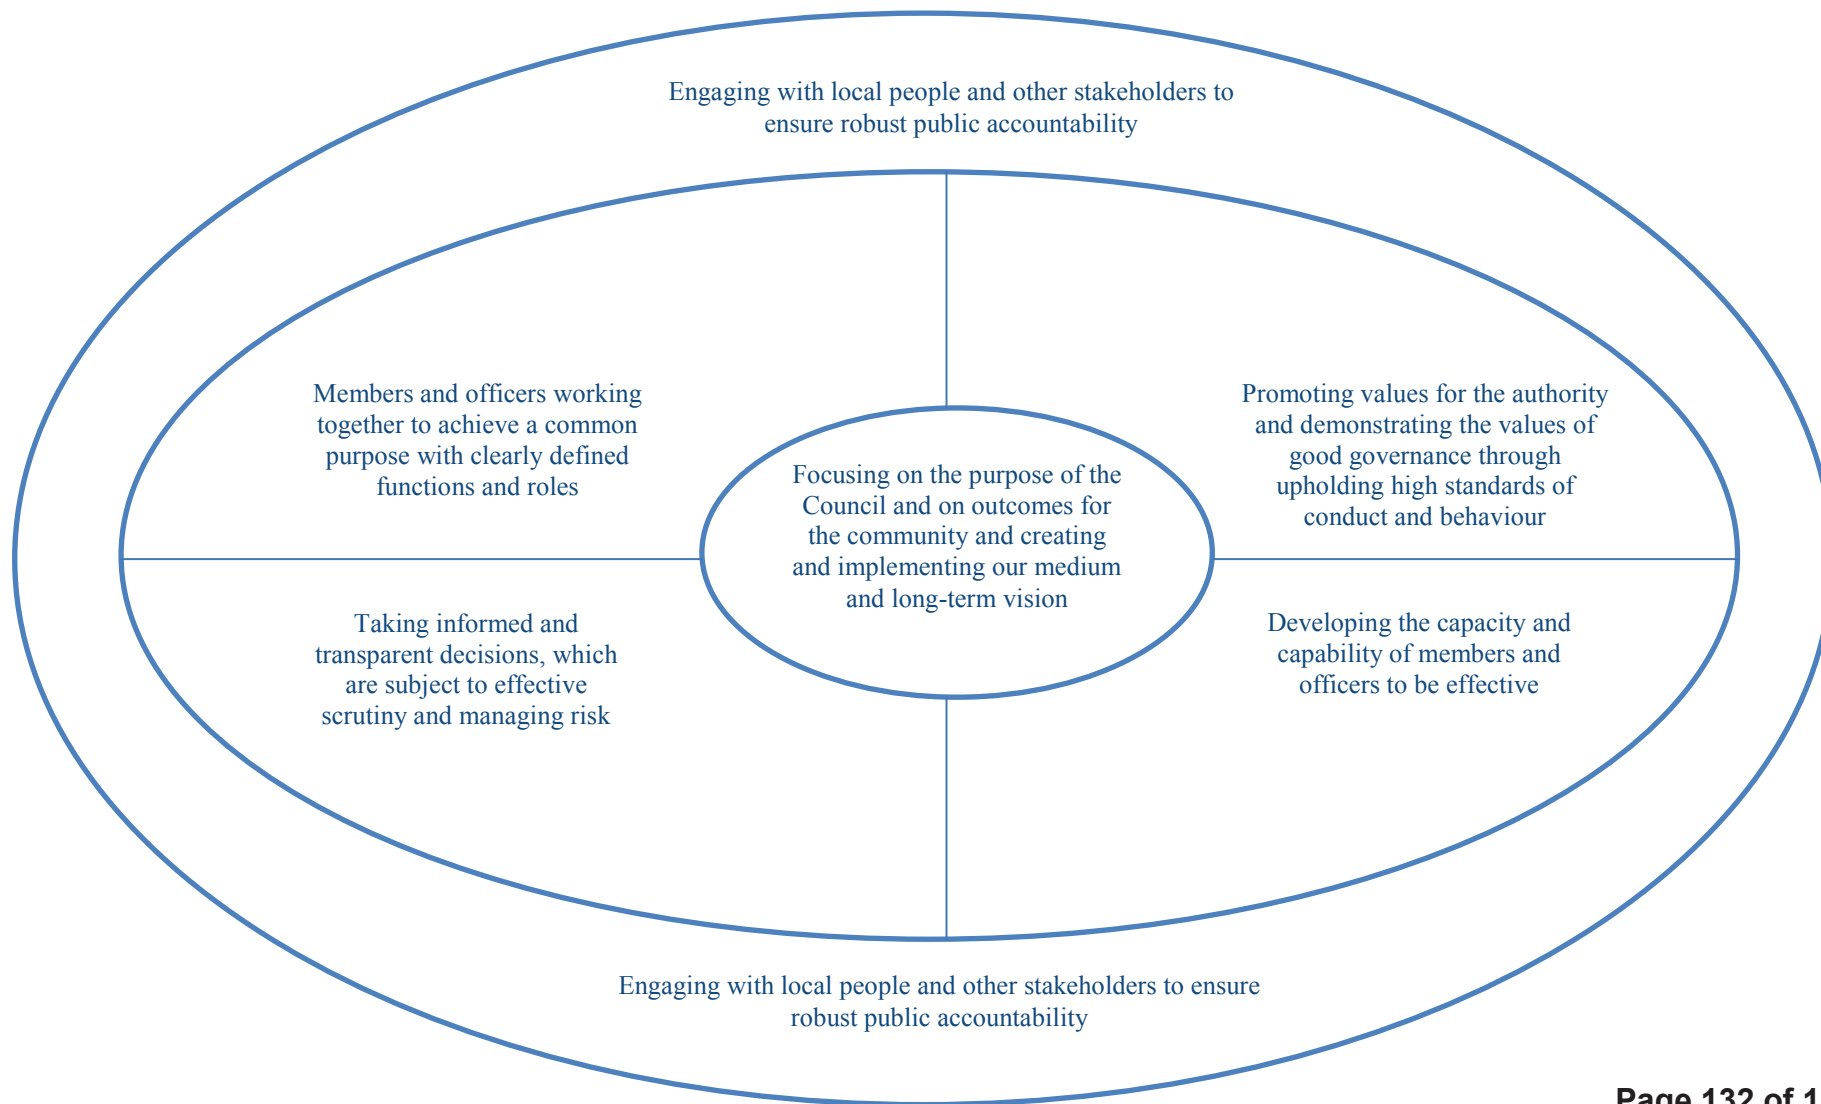 Engaging with local people and other stakeholders to
ensure robust public accountability
Members and officers working
together to achieve a common
purpose with clearly defined
functions and roles
Promoting values for the authority
and demonstrating the values of
good governance through
upholding high standards of
conduct and behaviour
Focusing on the purpose of the
Council and on outcomes for
the community and creating
and implementing our medium
and long-term vision
Taking informed and
transparent decisions, which
are subject to effective
scrutiny and managing risk
Developing the capacity and
capability of members and
officers to be effective
Engaging with local people and other stakeholders to ensure
robust public accountability
Page 132 of 1